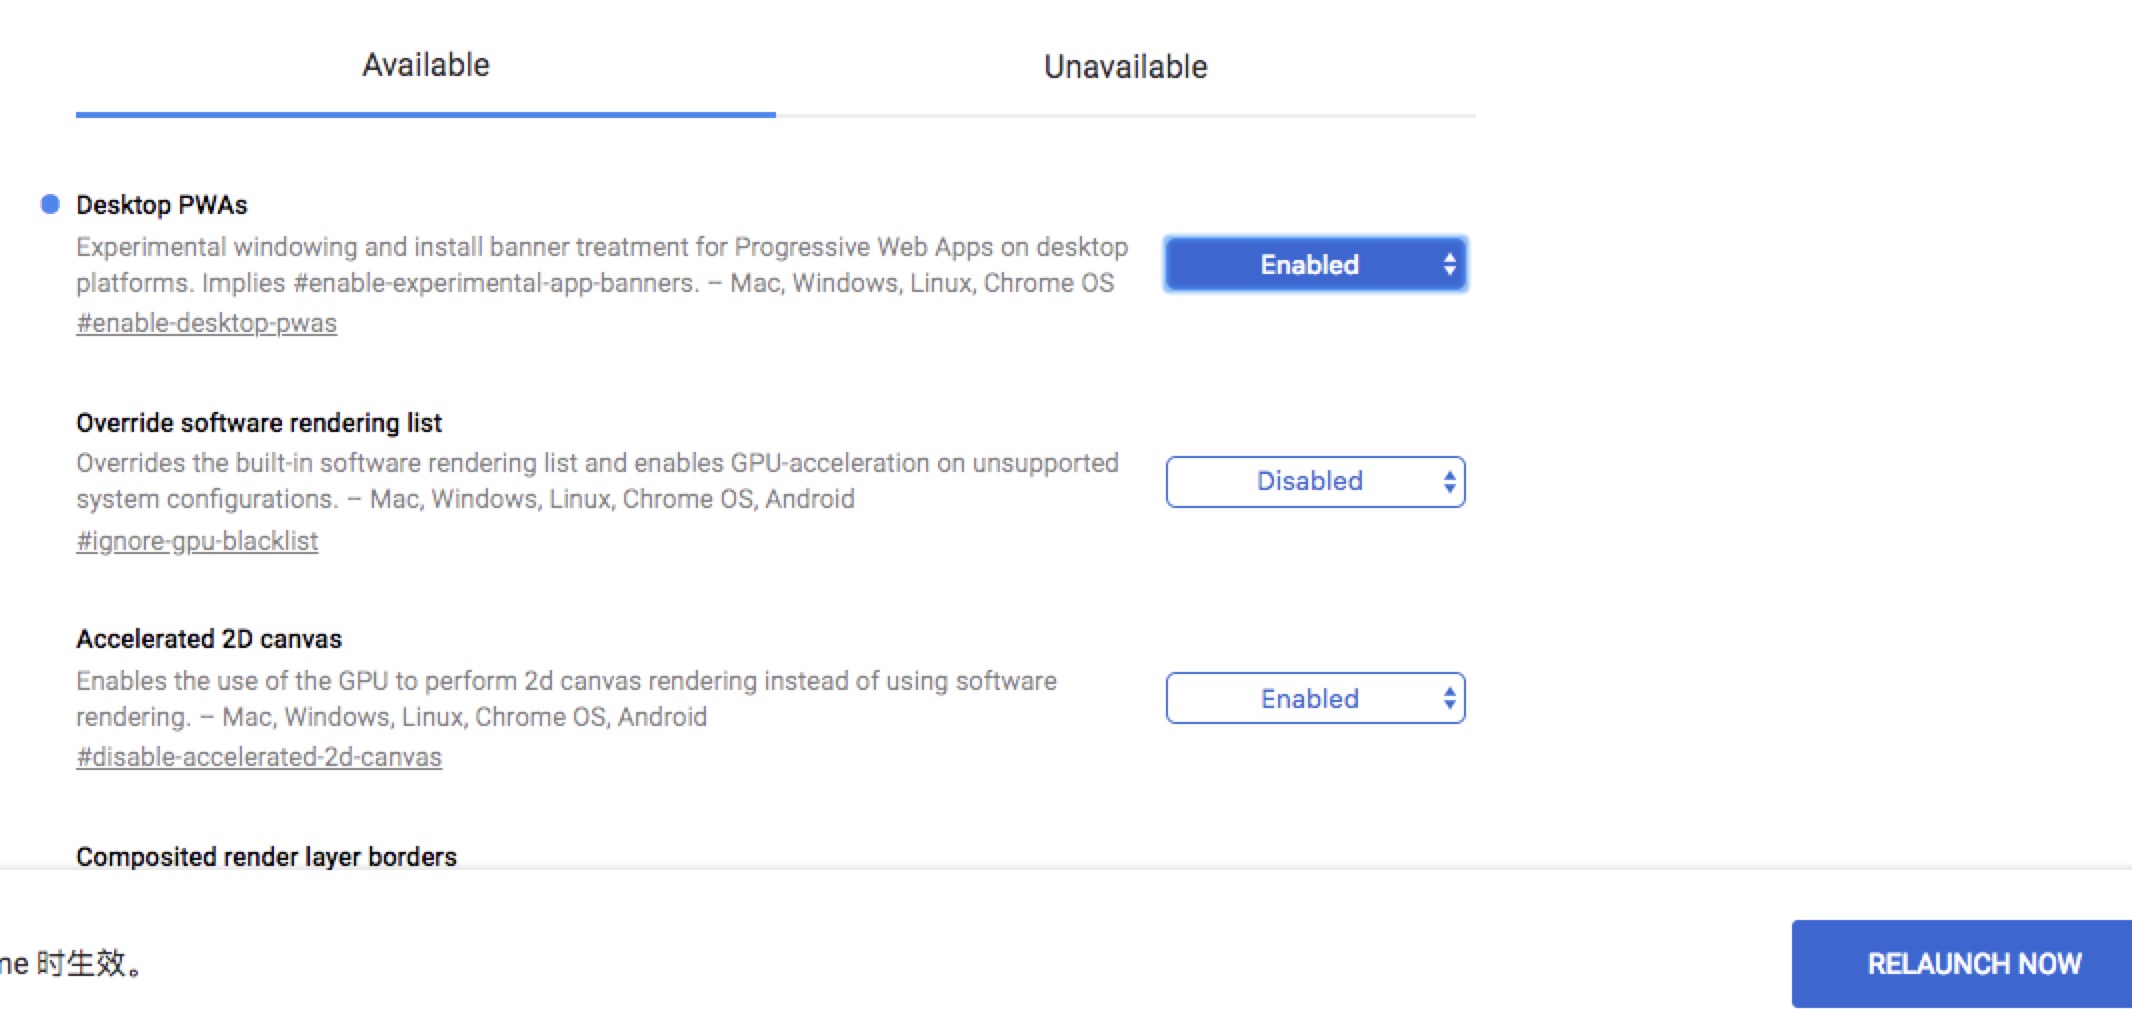 Available
Unavailable
Desktop PWAs
Experimental windowing and install banner treatment for Progressive Web Apps on desktop
platforms. Implies #enable-experimental-app-banners. – Mac, Windows, Linux, Chrome OS
#enable-desktop-pwas
Enabled
Override software rendering list
Overrides the built-in software rendering list and enables GPU-acceleration on unsupported
system configurations. – Mac, Windows, Linux, Chrome OS, Android
#ignore-gpu-blacklist
Disabled
Accelerated 2D canvas
Enables the use of the GPU to perform 2d canvas rendering instead of using software
rendering. – Mac, Windows, Linux, Chrome OS, Android
#disable-accelerated-2d-canvas
Enabled
Composited render layer borders
me 时生效。
RELAUNCH NOW